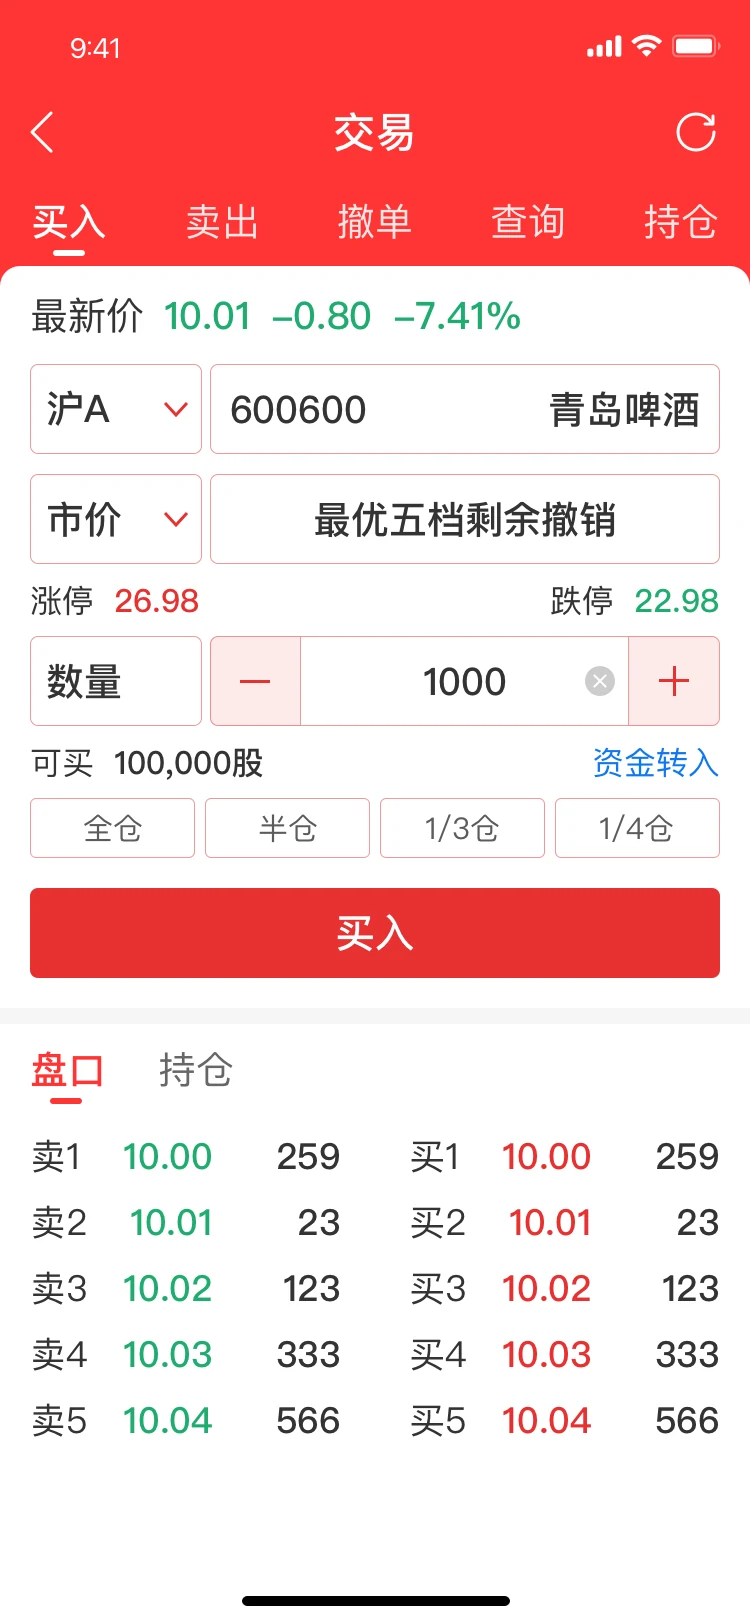 9:41
交易
买入 卖出 撤单 查询 持仓
最新价 10.01 -0.80 -7.41%
沪A 600600 青岛啤酒
市价 最优五档剩余撤销
涨停 26.98 跌停 22.98
数量 — 1000 +
可买 100,000股 资金转入
全仓 半仓 1/3仓 1/4仓
买入
盘口 持仓
卖1 10.00 259 买1 10.00 259
卖2 10.01 23 买2 10.01 23
卖3 10.02 123 买3 10.02 123
卖4 10.03 333 买4 10.03 333
卖5 10.04 566 买5 10.04 566